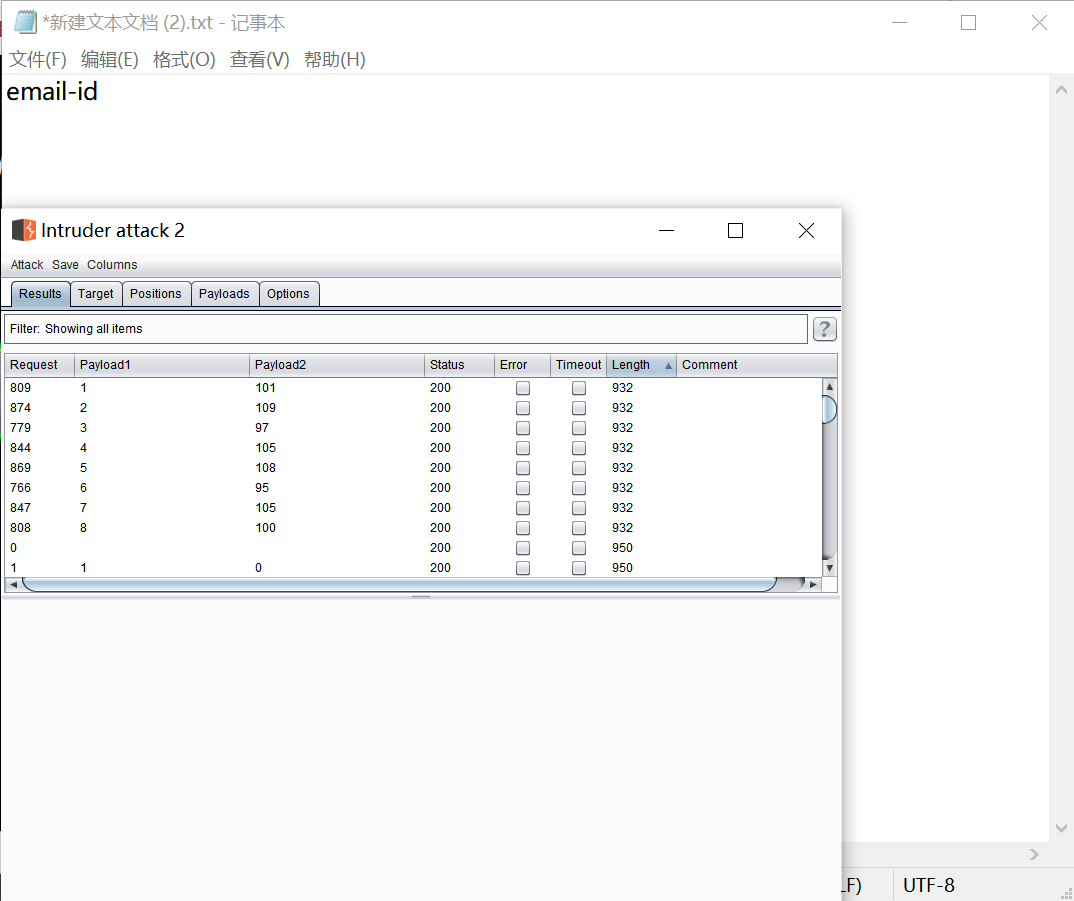 *新建文本文档 (2).txt - 记事本
文件(F) 编辑(E) 格式(O) 查看(V) 帮助(H)
email-id
Intruder attack 2
Attack Save Columns
Results Target Positions Payloads Options
Filter: Showing all items ?
Request Payload1 Payload2 Status Error Timeout Length Comment
809 1 101 200 932
874 2 109 200 932
779 3 97 200 932
844 4 105 200 932
869 5 108 200 932
766 6 95 200 932
847 7 105 200 932
808 8 100 200 932
0 200 950
1 1 0 200 950
LF) UTF-8